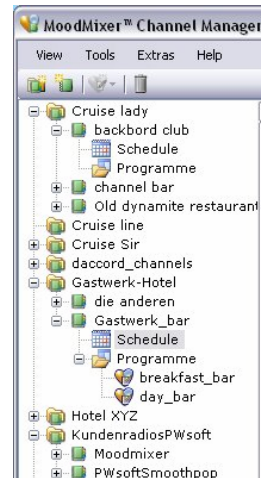 MoodMixer™ Channel Manager
View Tools Extras Help
Cruise lady
backbord club
Schedule
Programme
channel bar
Old dynamite restaurant
Cruise line
Cruise Sir
daccord_channels
Gastwerk-Hotel
die anderen
Gastwerk_bar
Schedule
Programme
breakfast_bar
day_bar
Hotel XYZ
KundenradiosPWsoft
Moodmixer
PWsoftSmoothpop